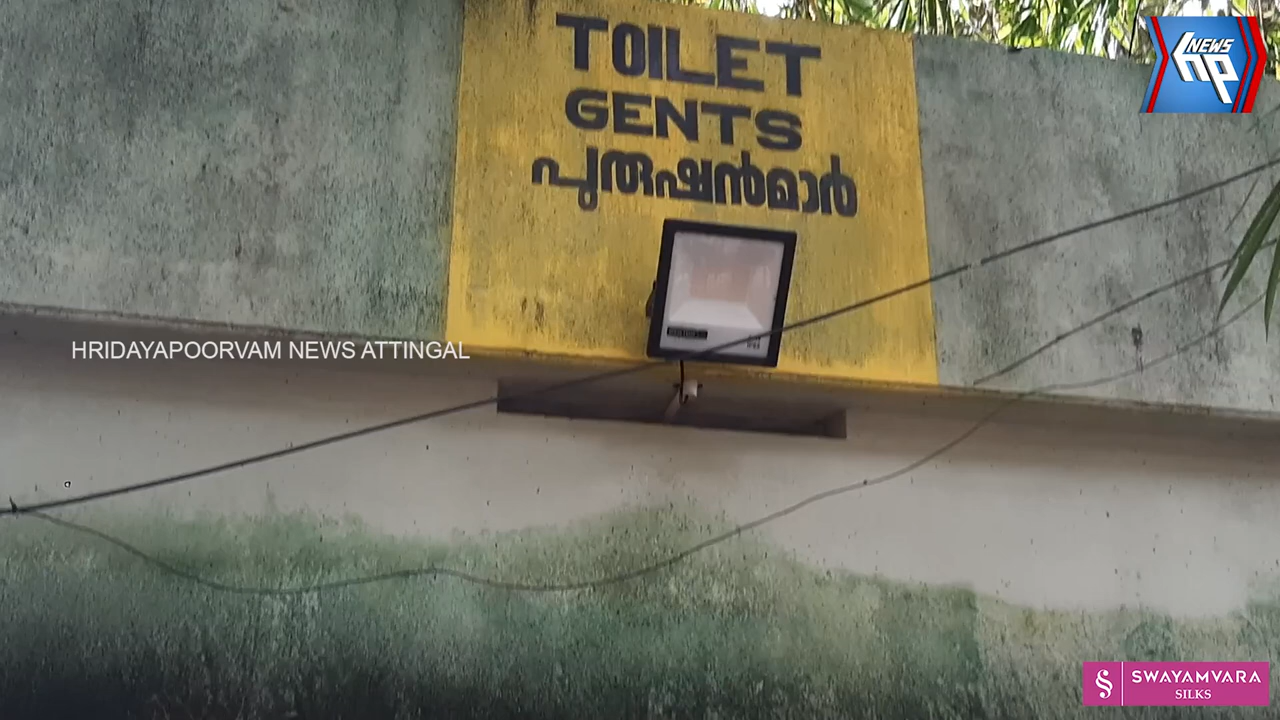 TOILET
GENTS
പുരുഷൻമാർ
NEWS
HRIDAYAPOORVAM NEWS ATTINGAL
SWAYAMVARA
SILKS